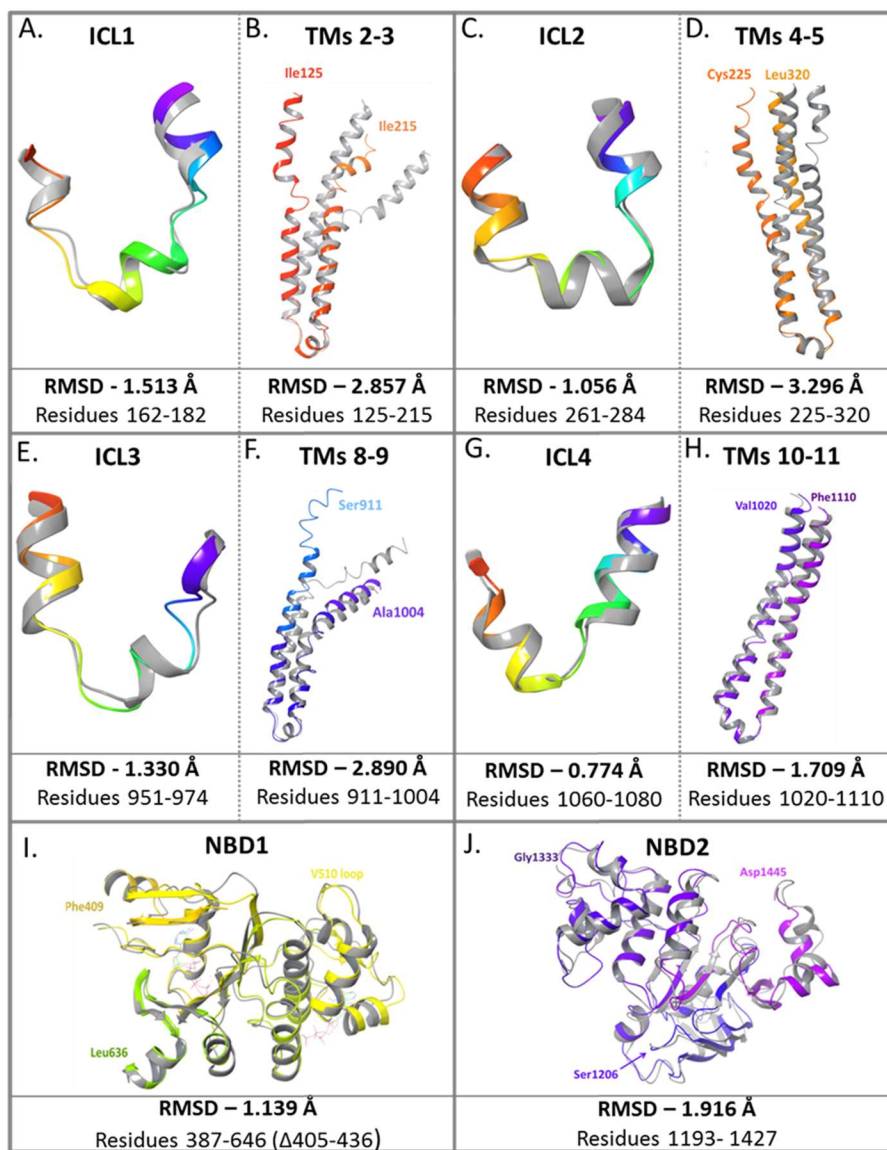 A.
ICL1
B.
TMs 2-3
C.
ICL2
D.
TMs 4-5
Ile125
Ile215
Cys225
Leu320
RMSD - 1.513 Å
Residues 162-182
RMSD – 2.857 Å
Residues 125-215
RMSD - 1.056 Å
Residues 261-284
RMSD – 3.296 Å
Residues 225-320
E.
ICL3
F.
TMs 8-9
G.
ICL4
H.
TMs 10-11
Ser911
Ala1004
Val1020
Phe1110
RMSD - 1.330 Å
Residues 951-974
RMSD – 2.890 Å
Residues 911-1004
RMSD – 0.774 Å
Residues 1060-1080
RMSD – 1.709 Å
Residues 1020-1110
I.
NBD1
J.
NBD2
Phe409
V510 loop
Leu636
Gly1333
Asp1445
Ser1206
RMSD – 1.139 Å
Residues 387-646 (Δ405-436)
RMSD – 1.916 Å
Residues 1193- 1427